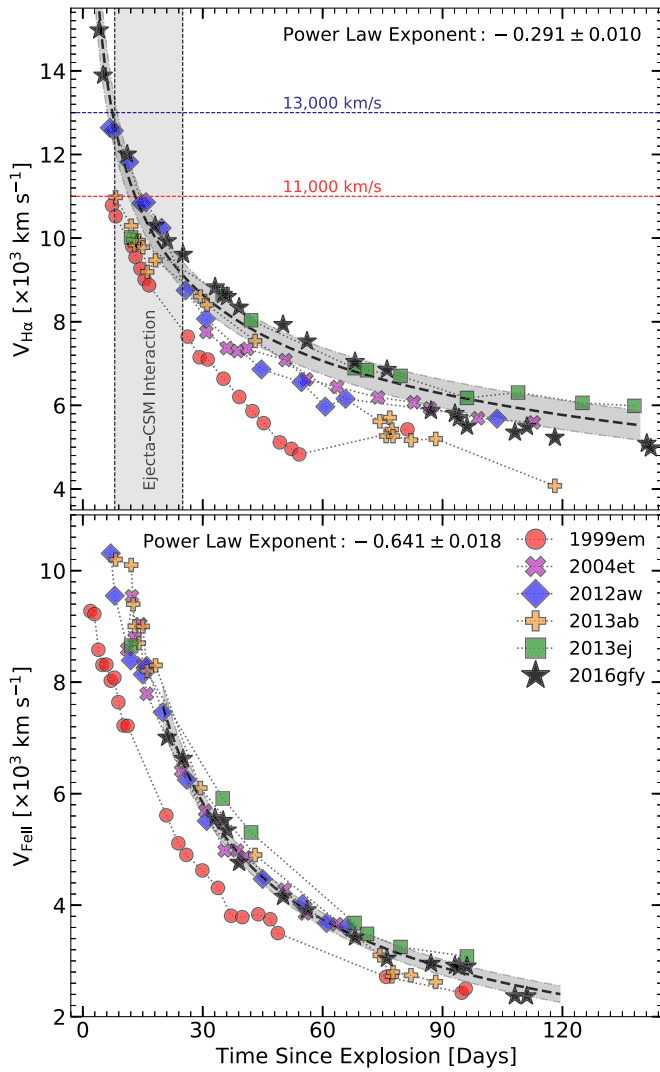 Power Law Exponent : − 0.291 ± 0.010
14
13,000 km/s
12
11,000 km/s
10
8
6
4
V_Hα [×10³ km s⁻¹]
Ejecta-CSM Interaction
Power Law Exponent : − 0.641 ± 0.018
1999em
2004et
2012aw
2013ab
2013ej
2016gfy
10
8
6
4
2
V_FeII [×10³ km s⁻¹]
0 30 60 90 120
Time Since Explosion [Days]